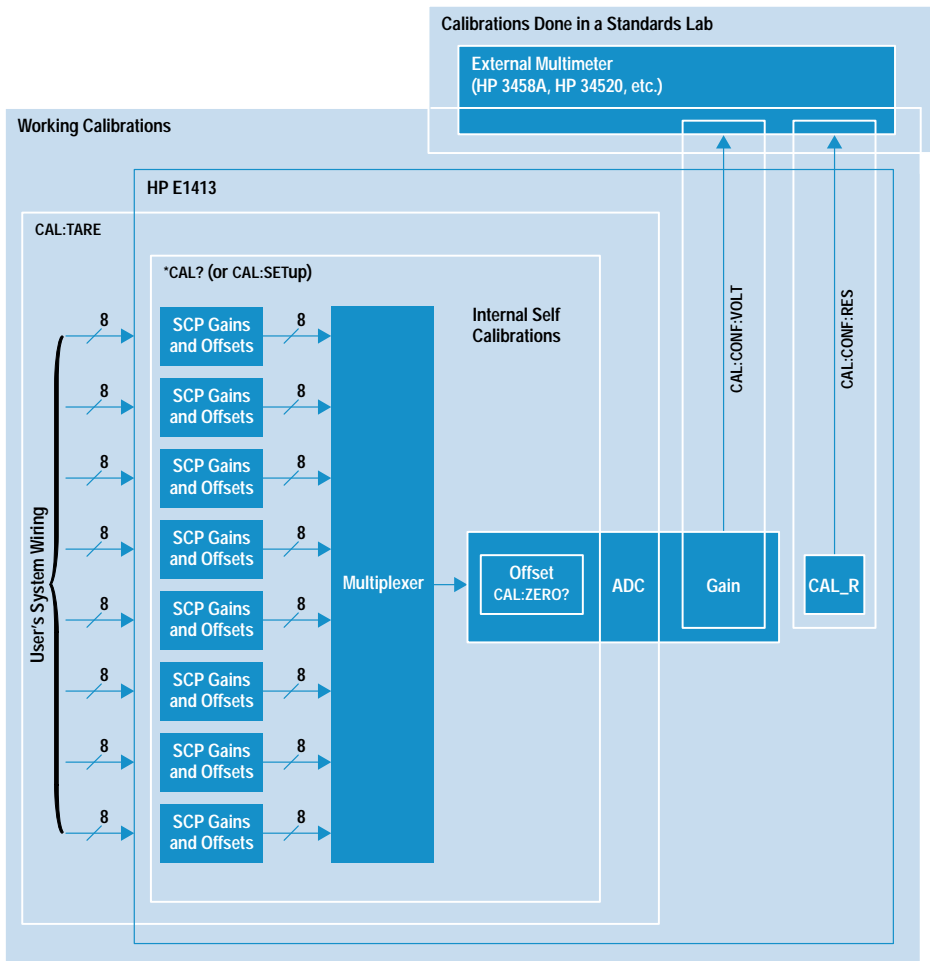 Calibrations Done in a Standards Lab
External Multimeter
(HP 3458A, HP 34520, etc.)
Working Calibrations
HP E1413
CAL:TARE
*CAL? (or CAL:SETup)
Internal Self
Calibrations
CAL:CONF:VOLT
CAL:CONF:RES
User's System Wiring
8
SCP Gains
and Offsets
8
8
SCP Gains
and Offsets
8
8
SCP Gains
and Offsets
8
8
SCP Gains
and Offsets
8
8
SCP Gains
and Offsets
8
8
SCP Gains
and Offsets
8
8
SCP Gains
and Offsets
8
8
SCP Gains
and Offsets
8
Multiplexer
Offset
CAL:ZERO?
ADC
Gain
CAL_R